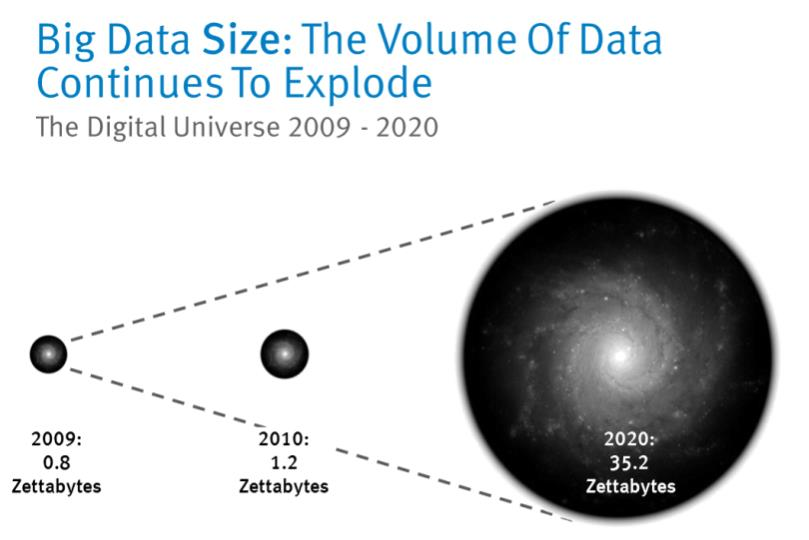 Big Data Size: The Volume Of Data
Continues To Explode
The Digital Universe 2009 - 2020
2009:
0.8
Zettabytes
2010:
1.2
Zettabytes
2020:
35.2
Zettabytes